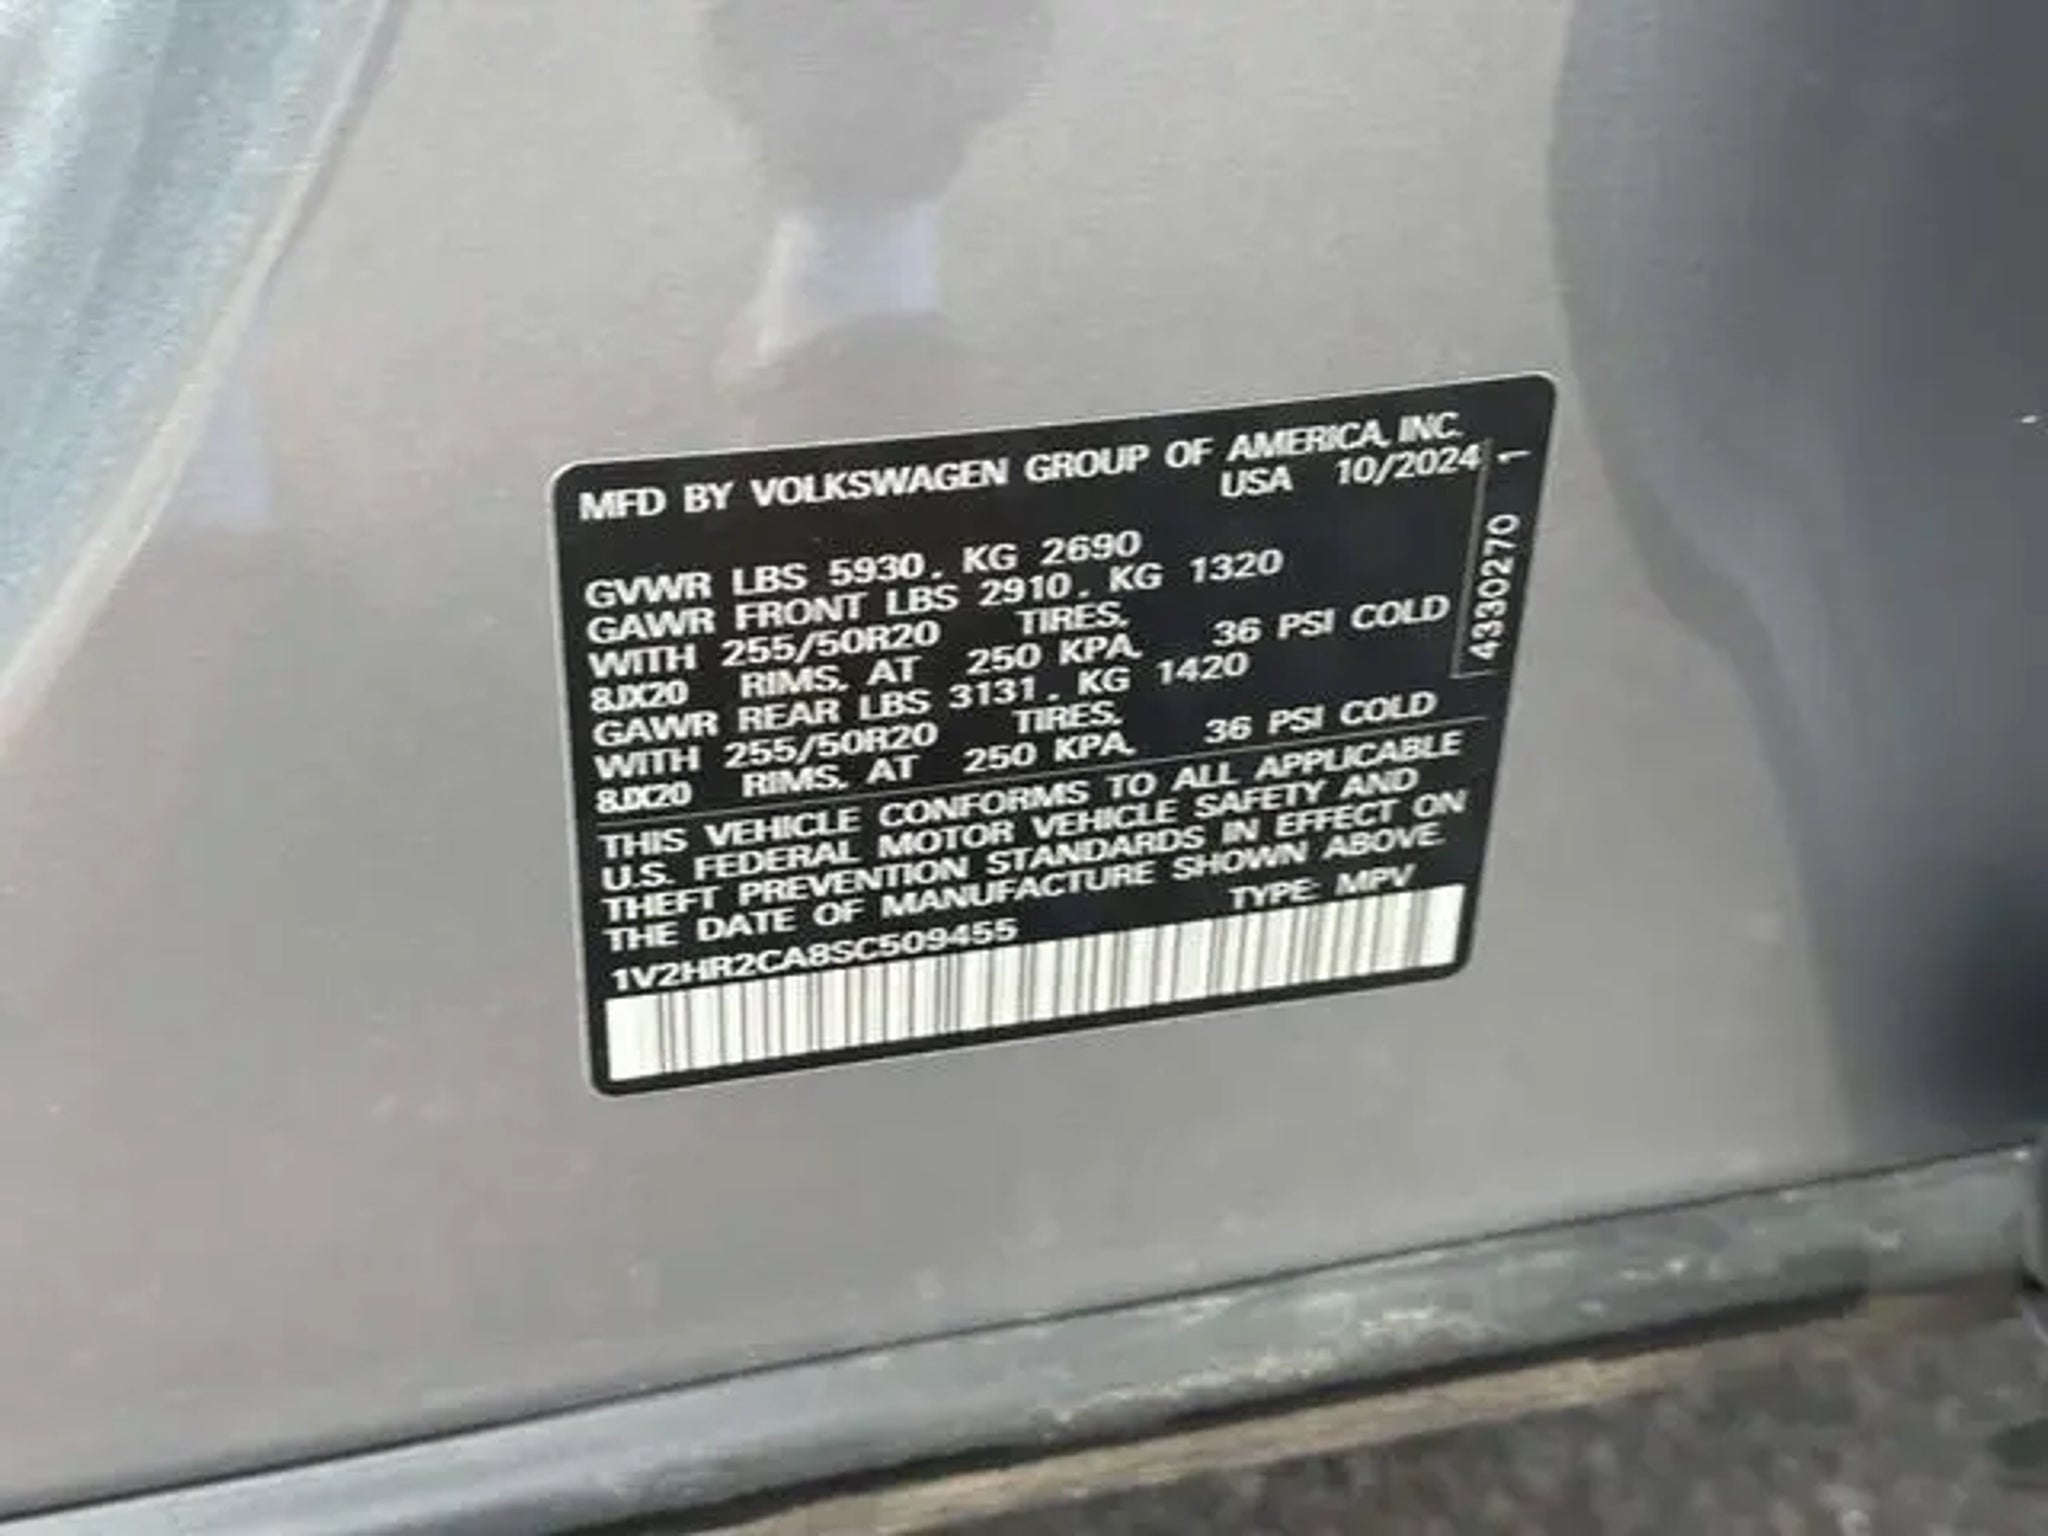 MFD BY VOLKSWAGEN GROUP OF AMERICA, INC.
USA 10/2024
GVWR LBS 5930. KG 2690
GAWR FRONT LBS 2910. KG 1320
WITH 255/50R20 TIRES,
8JX20 RIMS, AT 250 KPA, 36 PSI COLD
GAWR REAR LBS 3131. KG 1420
WITH 255/50R20 TIRES,
8JX20 RIMS, AT 250 KPA, 36 PSI COLD
THIS VEHICLE CONFORMS TO ALL APPLICABLE
U.S. FEDERAL MOTOR VEHICLE SAFETY AND
THEFT PREVENTION STANDARDS IN EFFECT ON
THE DATE OF MANUFACTURE SHOWN ABOVE.
1V2HR2CA8SC509455 TYPE: MPV
4330270 1